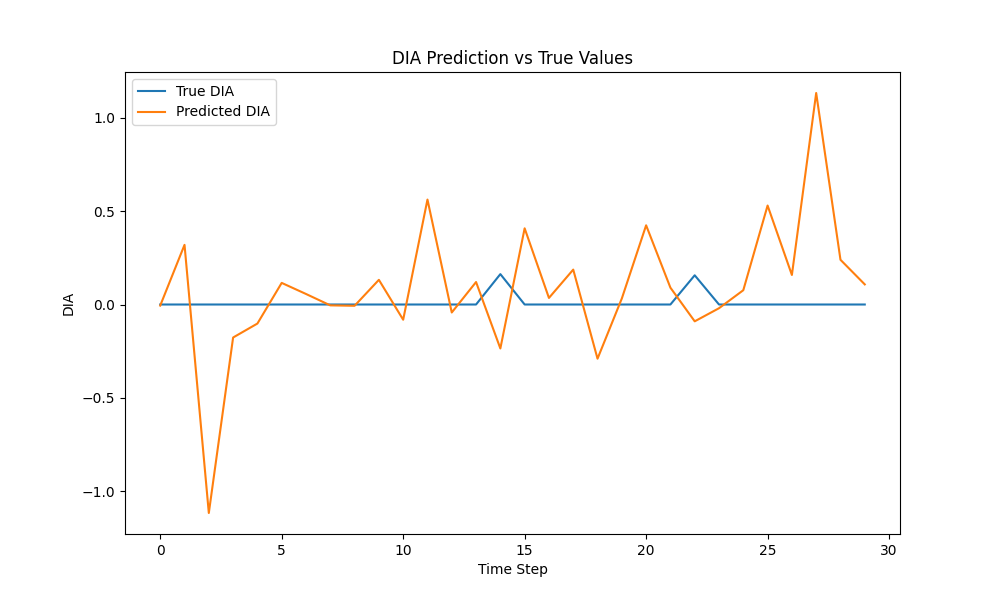 DIA Prediction vs True Values
True DIA
Predicted DIA
1.0
0.5
0.0
−0.5
−1.0
DIA
0 5 10 15 20 25 30
Time Step